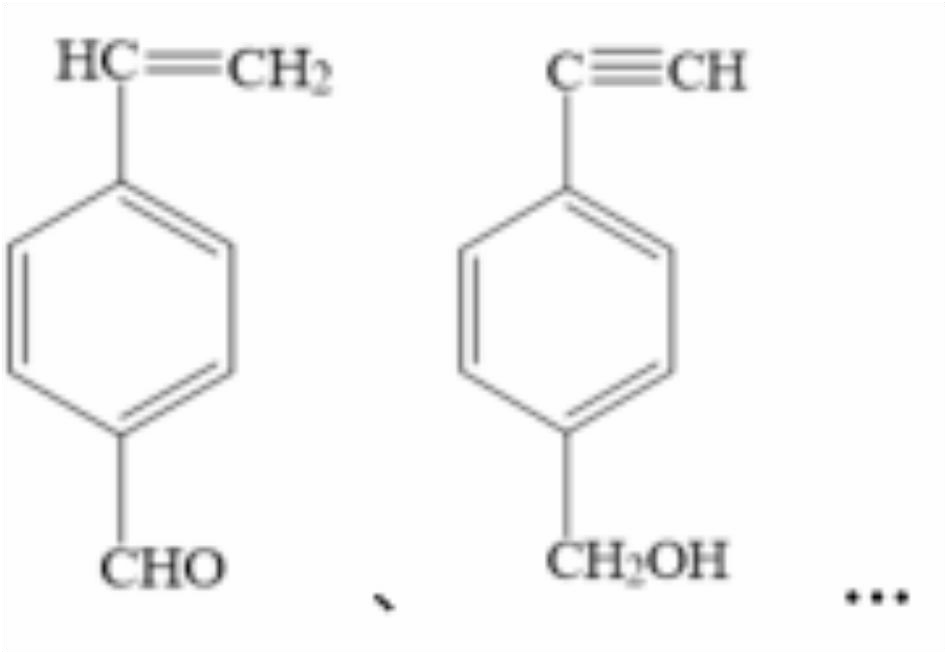 HC=CH₂
C≡CH
CHO
CH₂OH
、
…